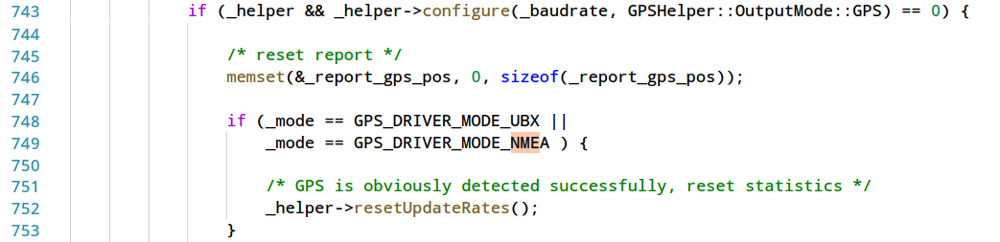 743 if (_helper && _helper->configure(_baudrate, GPSHelper::OutputMode::GPS) == 0) {
744
745 /* reset report */
746 memset(&_report_gps_pos, 0, sizeof(_report_gps_pos));
747
748 if (_mode == GPS_DRIVER_MODE_UBX ||
749 _mode == GPS_DRIVER_MODE_NMEA ) {
750
751 /* GPS is obviously detected successfully, reset statistics */
752 _helper->resetUpdateRates();
753 }